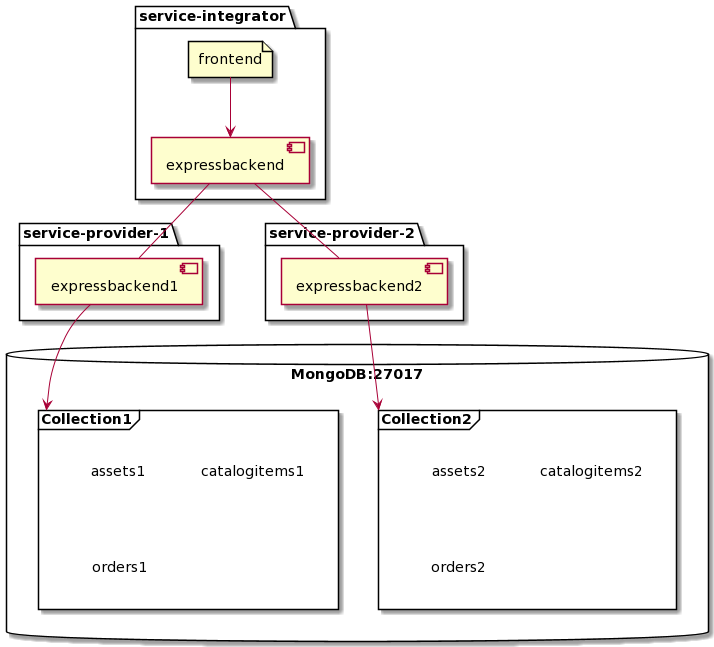 service-integrator
frontend
expressbackend
service-provider-1
service-provider-2
expressbackend1
expressbackend2
MongoDB:27017
Collection1
Collection2
assets1
catalogitems1
assets2
catalogitems2
orders1
orders2